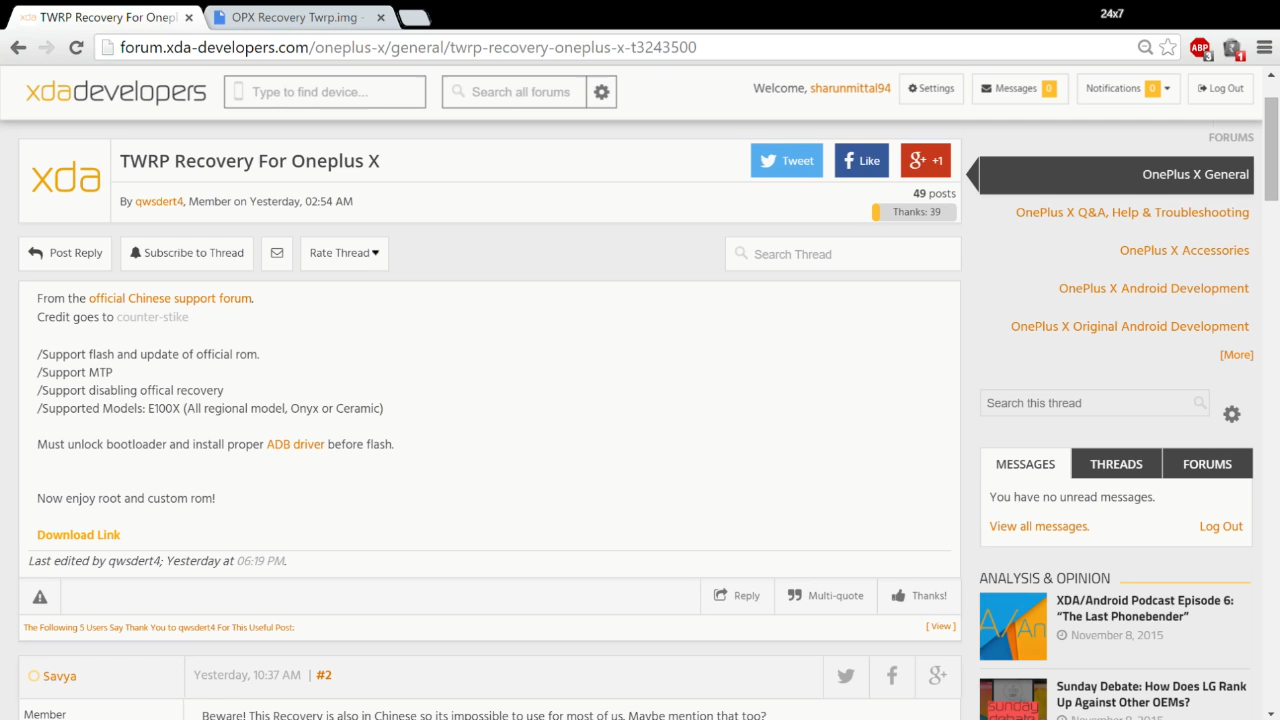 24x7
TWRP Recovery For Onepl
OPX Recovery Twrp.img -
forum.xda-developers.com/oneplus-x/general/twrp-recovery-oneplus-x-t3243500
ABP
3
1
xdadevelopers
Type to find device...
Search all forums
Welcome, sharunmittal94
Settings
Messages 0
Notifications 0
Log Out
FORUMS
xda
TWRP Recovery For Oneplus X
Tweet
Like
+1
By qwsdert4, Member on Yesterday, 02:54 AM
49 posts
Thanks: 39
OnePlus X General
OnePlus X Q&A, Help & Troubleshooting
OnePlus X Accessories
OnePlus X Android Development
OnePlus X Original Android Development
[More]
Post Reply
Subscribe to Thread
Rate Thread
Search Thread
From the official Chinese support forum.
Credit goes to counter-stike
/Support flash and update of official rom.
/Support MTP
/Support disabling offical recovery
/Supported Models: E100X (All regional model, Onyx or Ceramic)
Must unlock bootloader and install proper ADB driver before flash.
Now enjoy root and custom rom!
Download Link
Last edited by qwsdert4; Yesterday at 06:19 PM.
Reply
Multi-quote
Thanks!
The Following 5 Users Say Thank You to qwsdert4 For This Useful Post:
[ View ]
Savya
Yesterday, 10:37 AM | #2
Member
Beware! This Recovery is also in Chinese so its impossible to use for most of us. Maybe mention that too?
Search this thread
MESSAGES
THREADS
FORUMS
You have no unread messages.
View all messages.
Log Out
ANALYSIS & OPINION
XDA/Android Podcast Episode 6:
“The Last Phonebender”
November 8, 2015
Sunday Debate: How Does LG Rank
Up Against Other OEMs?
November 8, 2015